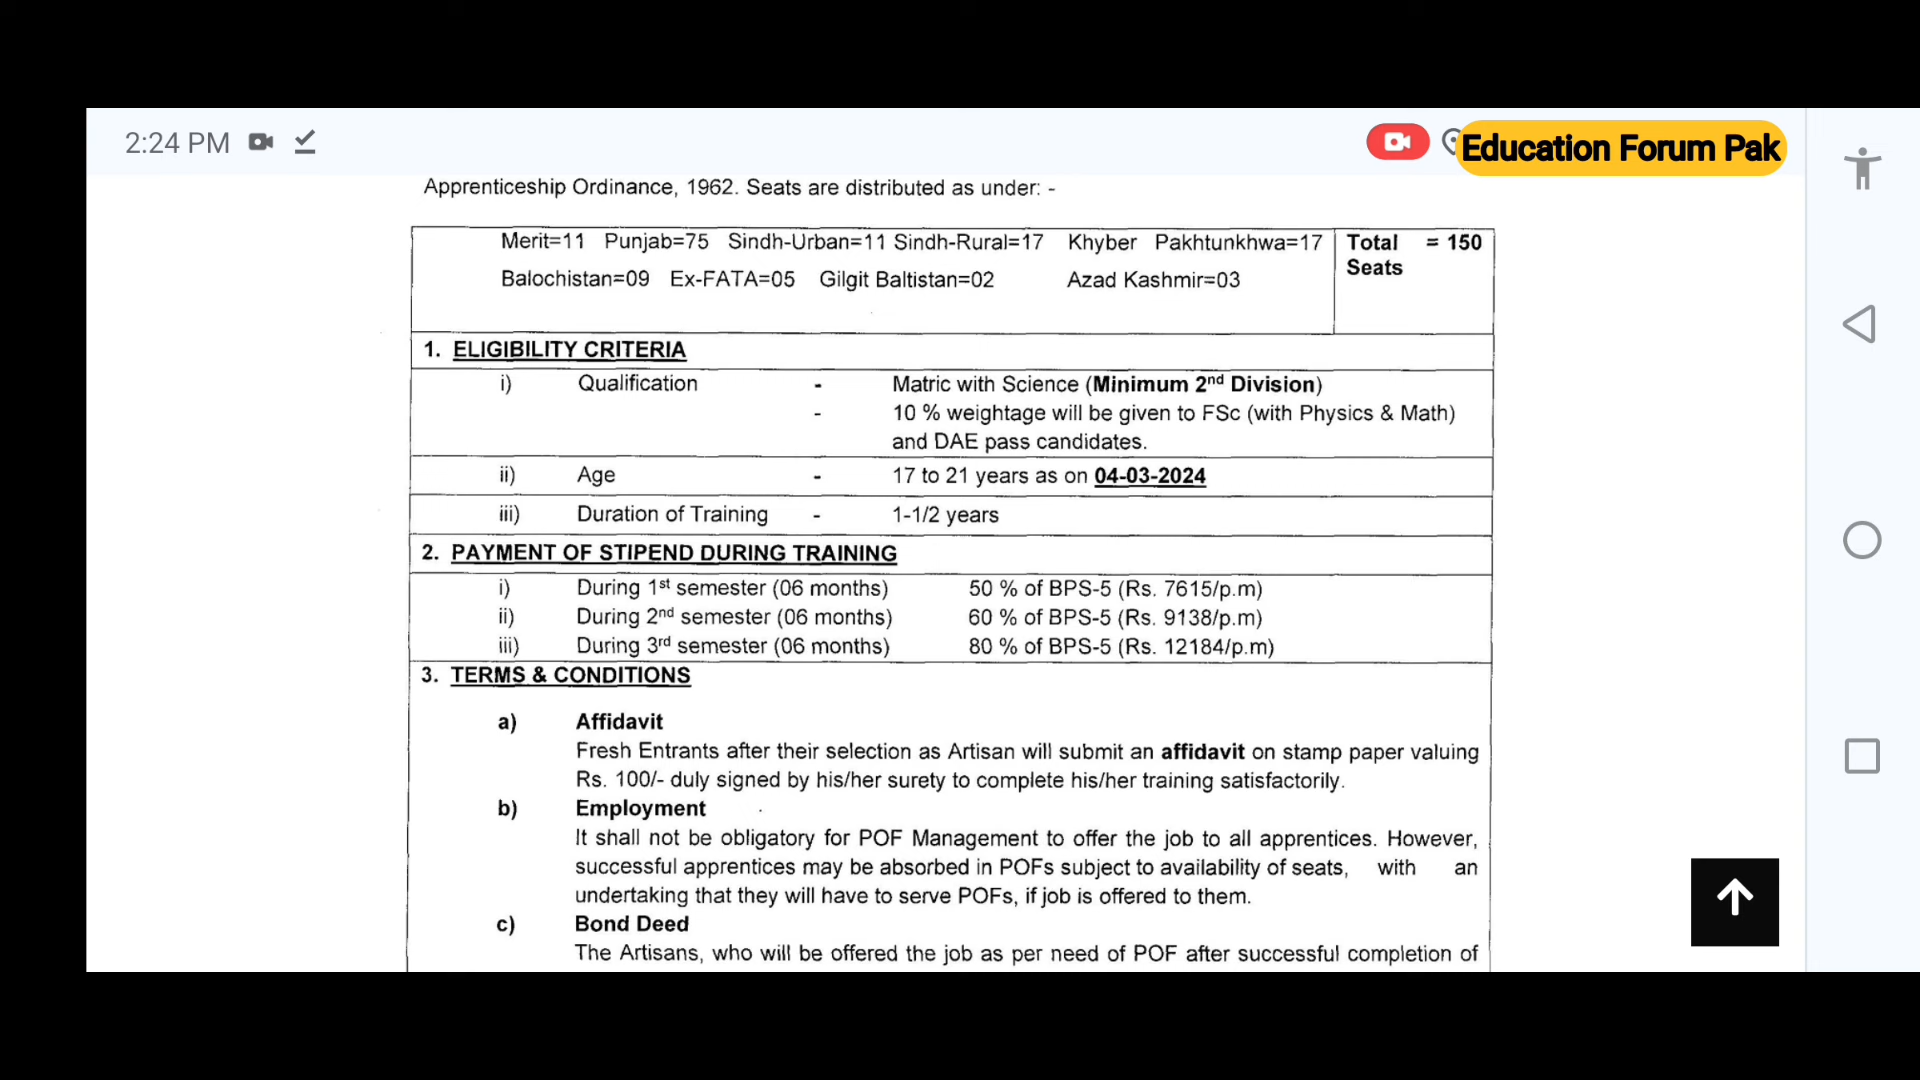 2:24 PM
Education Forum Pak
Apprenticeship Ordinance, 1962. Seats are distributed as under: -
Merit=11 Punjab=75 Sindh-Urban=11 Sindh-Rural=17 Khyber Pakhtunkhwa=17 Total = 150
Balochistan=09 Ex-FATA=05 Gilgit Baltistan=02 Azad Kashmir=03 Seats
1. ELIGIBILITY CRITERIA
i) Qualification - Matric with Science (Minimum 2nd Division)
- 10 % weightage will be given to FSc (with Physics & Math)
and DAE pass candidates.
ii) Age - 17 to 21 years as on 04-03-2024
iii) Duration of Training - 1-1/2 years
2. PAYMENT OF STIPEND DURING TRAINING
i) During 1st semester (06 months) 50 % of BPS-5 (Rs. 7615/p.m)
ii) During 2nd semester (06 months) 60 % of BPS-5 (Rs. 9138/p.m)
iii) During 3rd semester (06 months) 80 % of BPS-5 (Rs. 12184/p.m)
3. TERMS & CONDITIONS
a) Affidavit
Fresh Entrants after their selection as Artisan will submit an affidavit on stamp paper valuing
Rs. 100/- duly signed by his/her surety to complete his/her training satisfactorily.
b) Employment
It shall not be obligatory for POF Management to offer the job to all apprentices. However,
successful apprentices may be absorbed in POFs subject to availability of seats, with an
undertaking that they will have to serve POFs, if job is offered to them.
c) Bond Deed
The Artisans, who will be offered the job as per need of POF after successful completion of